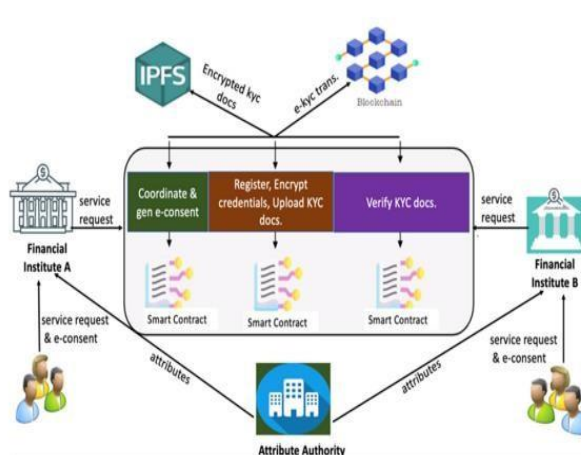 IPFS
Encrypted kyc
docs
e-kyc trans.
Blockchain
Coordinate &
gen e-consent
Register, Encrypt
credentials, Upload KYC
docs.
Verify KYC docs.
service
request
service
request
Financial
Institute A
Financial
Institute B
Smart Contract
Smart Contract
Smart Contract
service request
& e-consent
attributes
attributes
service request
& e-consent
Attribute Authority